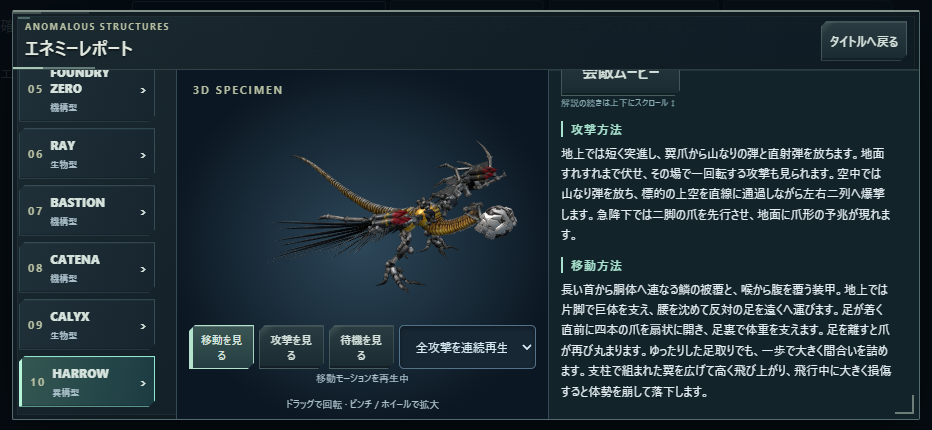 ANOMALOUS STRUCTURES
エネミーレポート
タイトルへ戻る
05 FOUNDRY ZERO
機構型
06 RAY
生物型
07 BASTION
機構型
08 CATENA
機構型
09 CALYX
生物型
10 HARROW
異構型
3D SPECIMEN
移動を見る
攻撃を見る
待機を見る
全攻撃を連続再生
移動モーションを再生中
ドラッグで回転・ピンチ / ホイールで拡大
会敵ムービー
解説の続きは上下にスクロール ↕
攻撃方法
地上では短く突進し、翼爪から山なりの弾と直射弾を放ちます。地面
すれすれまで伏せ、その場で一回転する攻撃も見られます。空中では
山なり弾を放ち、標的の上空を直線に通過しながら左右二列へ爆撃
します。急降下では二脚の爪を先行させ、地面に爪形の予兆が現れま
す。
移動方法
長い首から胴体へ連なる鱗の被覆と、喉から腹を覆う装甲。地上では
片脚で巨体を支え、腰を沈めて反対の足を遠くへ運びます。足が着く
直前に四本の爪を扇状に開き、足裏で体重を支えます。足を離すと爪
が再び丸まります。ゆったりした足取りでも、一歩で大きく間合いを詰め
ます。支柱で組まれた翼を広げて高く飛び上がり、飛行中に大きく損傷
すると体勢を崩して落下します。